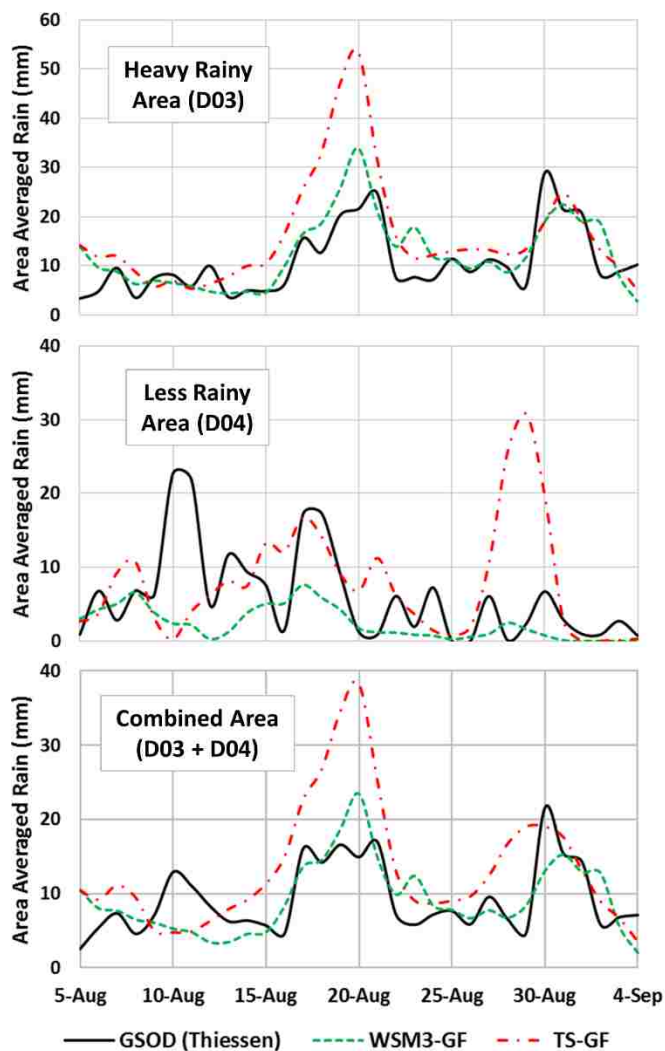 Area Averaged Rain (mm)
60
50
40
30
20
10
0
Heavy Rainy
Area (D03)
Area Averaged Rain (mm)
40
30
20
10
0
Less Rainy
Area (D04)
Area Averaged Rain (mm)
40
30
20
10
0
Combined Area
(D03 + D04)
5-Aug 10-Aug 15-Aug 20-Aug 25-Aug 30-Aug 4-Sep
GSOD (Thiessen) WSM3-GF TS-GF